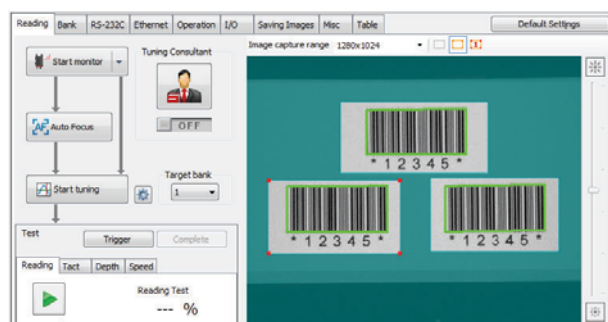 Reading Bank RS-232C Ethernet Operation I/O Saving Images Misc Table Default Settings
Start monitor
Tuning Consultant
OFF
Auto Focus
Start tuning
Target bank
1
Test
Trigger Complete
Reading Tact Depth Speed
Reading Test
--- %
Image capture range 1280x1024
*12345*
*12345*
*12345*